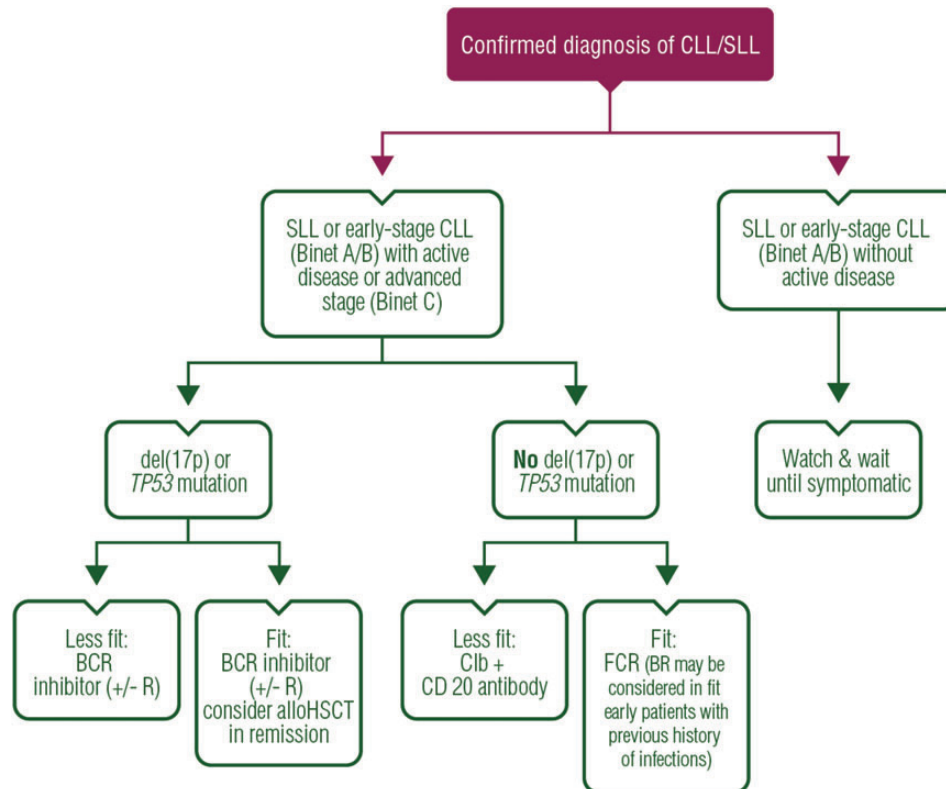 Confirmed diagnosis of CLL/SLL
SLL or early-stage CLL
(Binet A/B) with active
disease or advanced
stage (Binet C)
SLL or early-stage CLL
(Binet A/B) without
active disease
del(17p) or
TP53 mutation
No del(17p) or
TP53 mutation
Watch & wait
until symptomatic
Less fit:
BCR
inhibitor (+/- R)
Fit:
BCR inhibitor
(+/- R)
consider alloHSCT
in remission
Less fit:
Clb +
CD 20 antibody
Fit:
FCR (BR may be
considered in fit
early patients with
previous history
of infections)